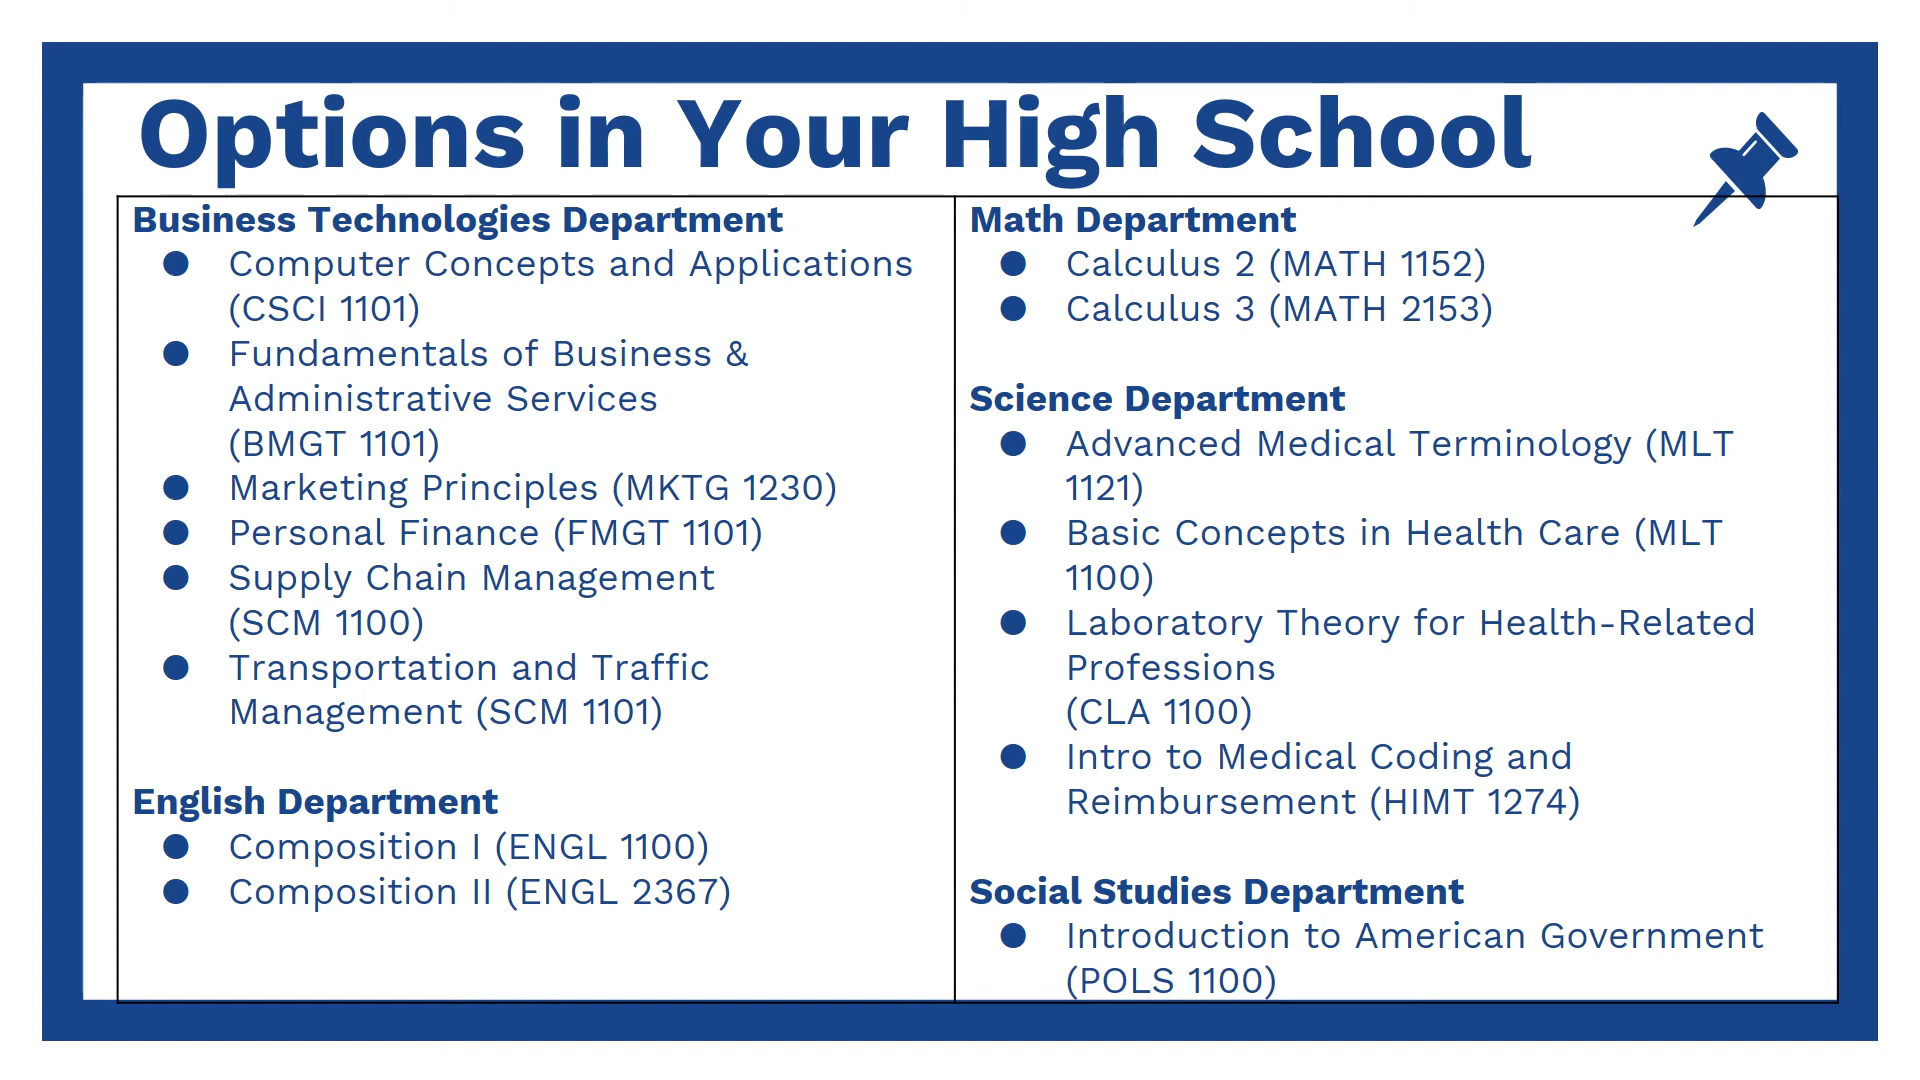 Options in Your High School
Business Technologies Department
● Computer Concepts and Applications
(CSCI 1101)
● Fundamentals of Business &
Administrative Services
(BMGT 1101)
● Marketing Principles (MKTG 1230)
● Personal Finance (FMGT 1101)
● Supply Chain Management
(SCM 1100)
● Transportation and Traffic
Management (SCM 1101)
English Department
● Composition I (ENGL 1100)
● Composition II (ENGL 2367)
Math Department
● Calculus 2 (MATH 1152)
● Calculus 3 (MATH 2153)
Science Department
● Advanced Medical Terminology (MLT
1121)
● Basic Concepts in Health Care (MLT
1100)
● Laboratory Theory for Health-Related
Professions
(CLA 1100)
● Intro to Medical Coding and
Reimbursement (HIMT 1274)
Social Studies Department
● Introduction to American Government
(POLS 1100)